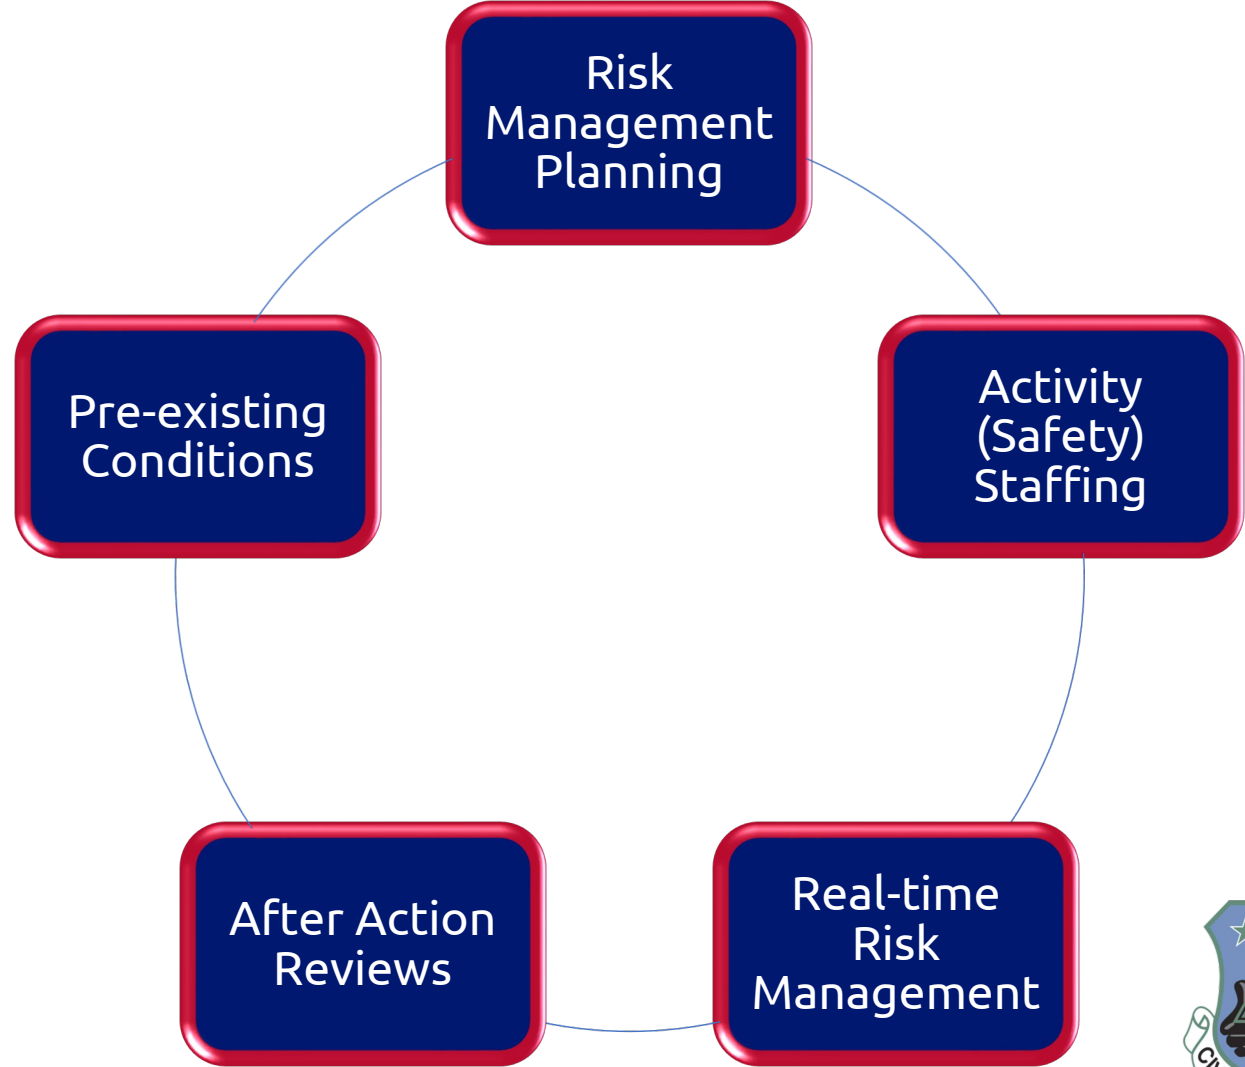 Risk
Management
Planning
Activity
(Safety)
Staffing
Real-time
Risk
Management
After Action
Reviews
Pre-existing
Conditions